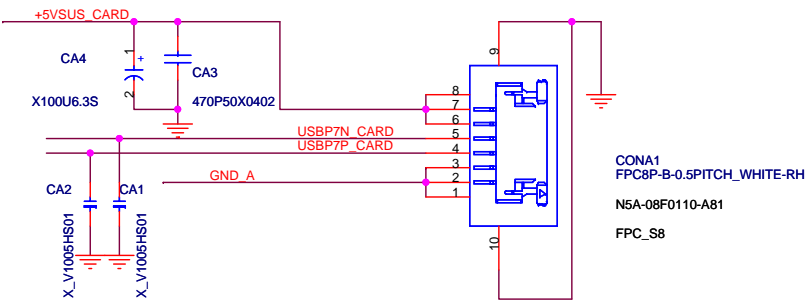 +5VSUS_CARD
CA4
1
+
2
X100U6.3S
CA3
470P50X0402
9
8
7
6
5
4
3
2
1
10
USBP7N_CARD
USBP7P_CARD
GND_A
CA2
CA1
X_V1005HS01
X_V1005HS01
CONA1
FPC8P-B-0.5PITCH_WHITE-RH
N5A-08F0110-A81
FPC_S8